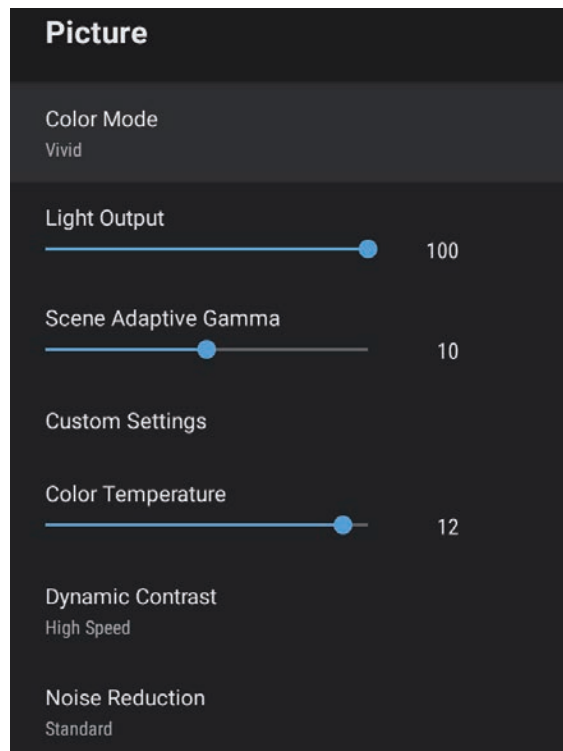 Picture
Color Mode
Vivid
Light Output
100
Scene Adaptive Gamma
10
Custom Settings
Color Temperature
12
Dynamic Contrast
High Speed
Noise Reduction
Standard